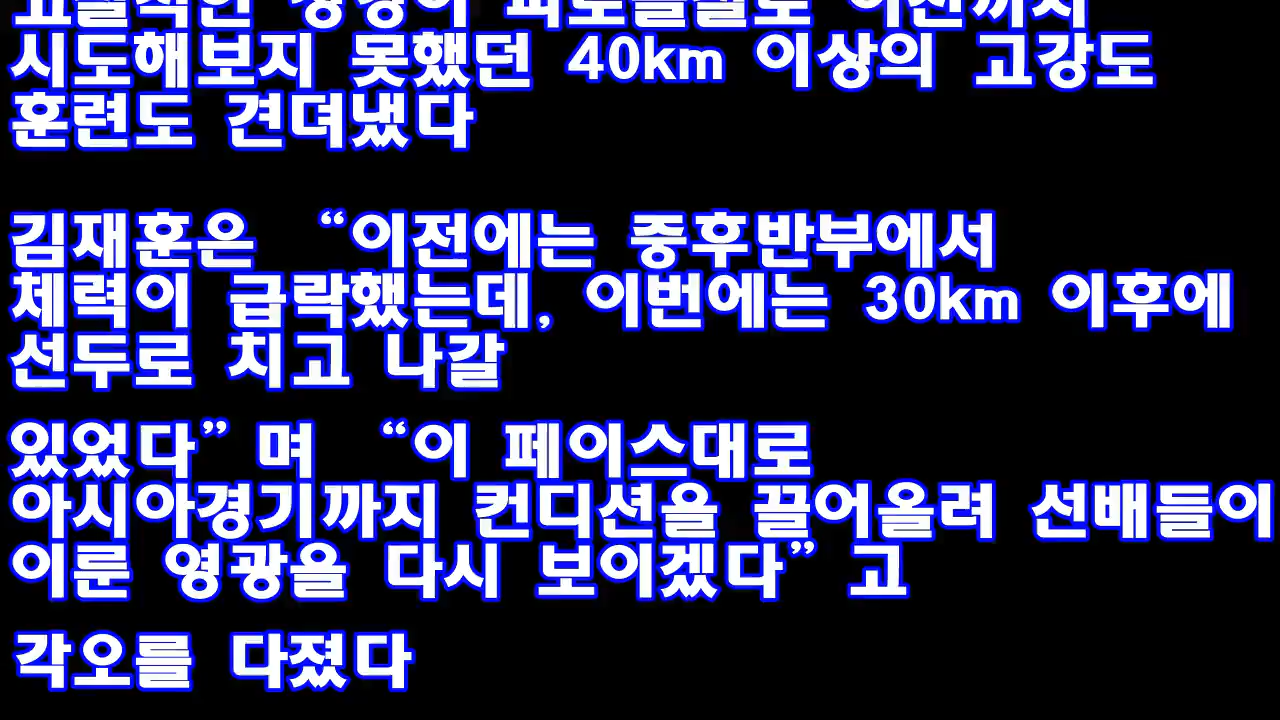 시도해보지 못했던 40km 이상의 고강도
훈련도 견뎌냈다
김재훈은 “이전에는 중후반부에서
체력이 급락했는데, 이번에는 30km 이후에
선두로 치고 나갈
있었다”며 “이 페이스대로
아시아경기까지 컨디션을 끌어올려 선배들이
이룬 영광을 다시 보이겠다”고
각오를 다졌다